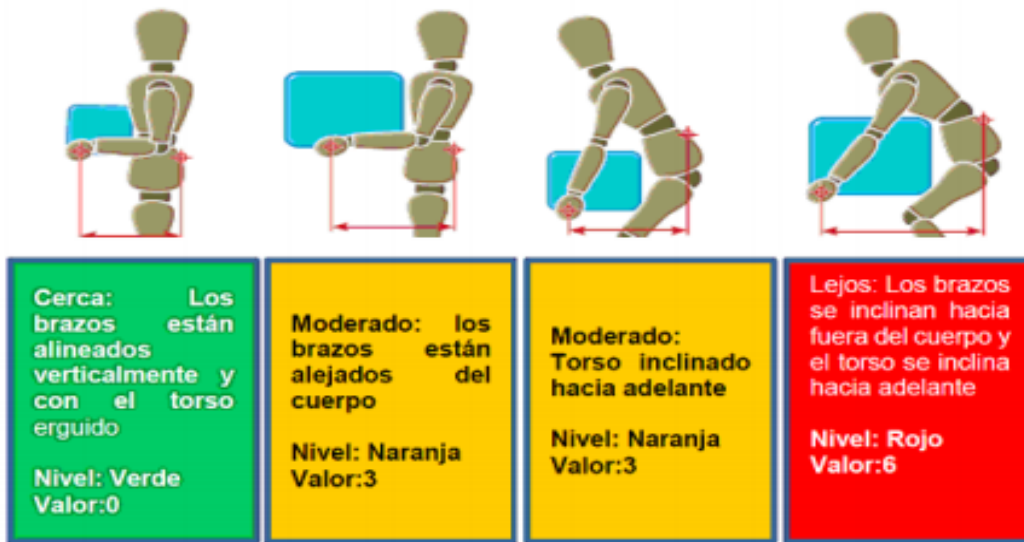 Cerca: Los
brazos están
alineados
verticalmente y
con el torso
erguido
Nivel: Verde
Valor:0
Moderado: los
brazos están
alejados del
cuerpo
Nivel: Naranja
Valor:3
Moderado:
Torso inclinado
hacia adelante
Nivel: Naranja
Valor:3
Lejos: Los brazos
se inclinan hacia
fuera del cuerpo y
el torso se inclina
hacia adelante
Nivel: Rojo
Valor:6